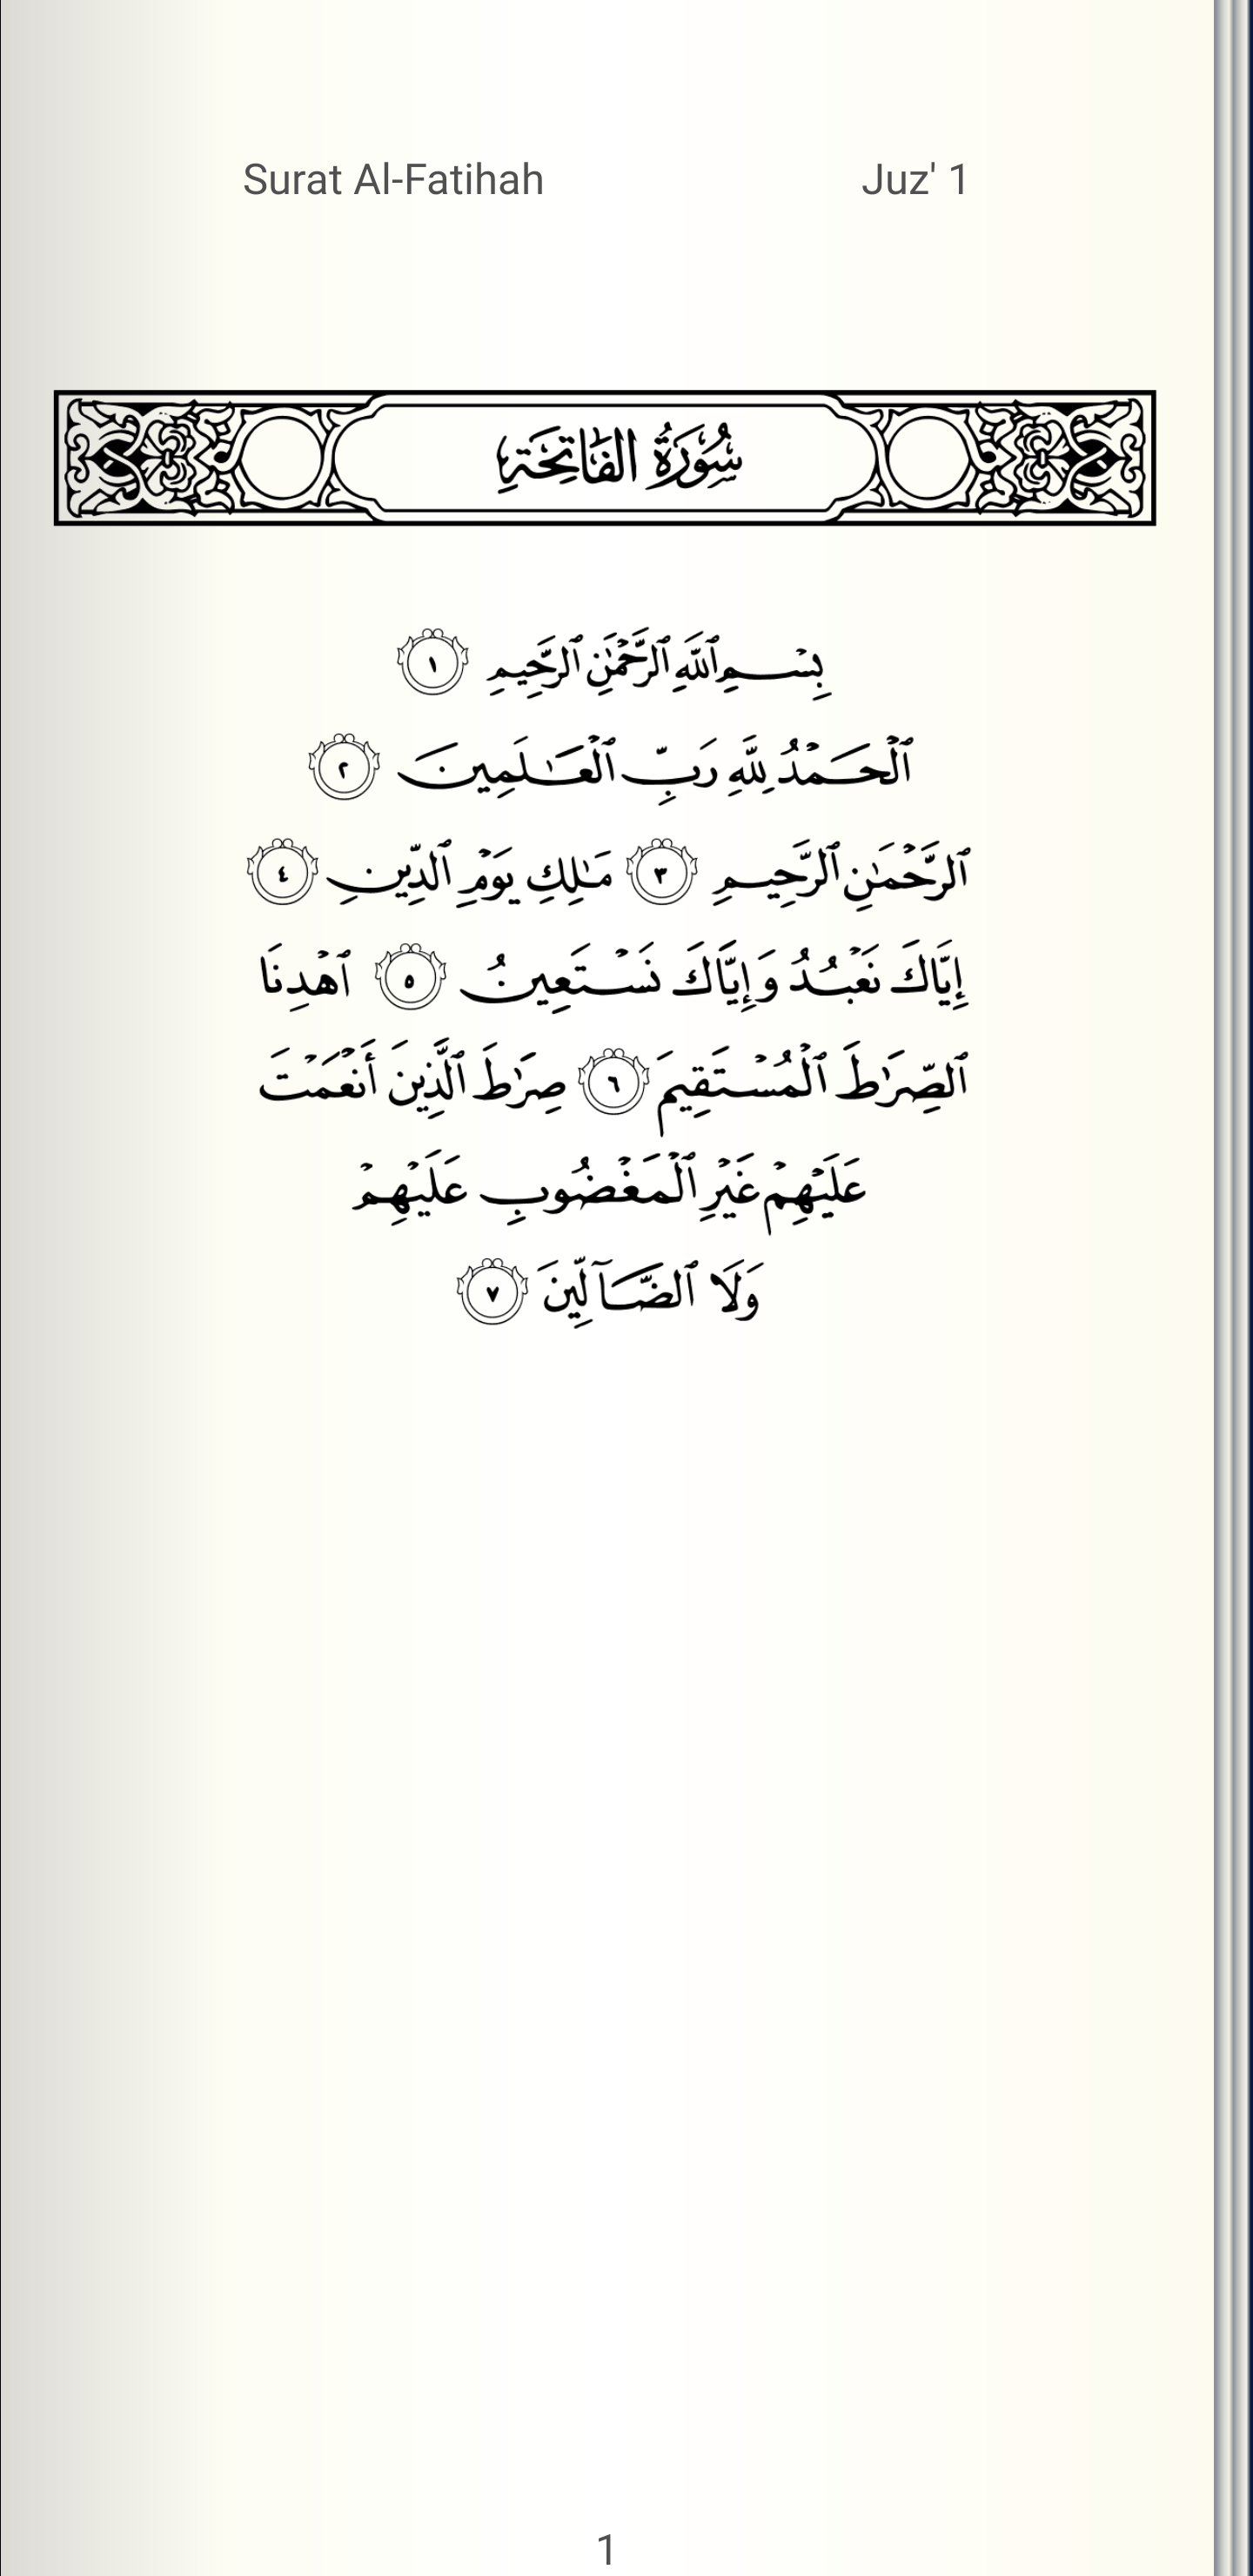 Surat Al-Fatihah Juz' 1
سُورَةُ الفَاتِحَةِ
بِسْمِ ٱللَّهِ ٱلرَّحْمَٰنِ ٱلرَّحِيمِ ١
ٱلْحَمْدُ لِلَّهِ رَبِّ ٱلْعَـٰلَمِينَ ٢
ٱلرَّحْمَـٰنِ ٱلرَّحِيمِ ٣ مَـٰلِكِ يَوْمِ ٱلدِّينِ ٤
إِيَّاكَ نَعْبُدُ وَإِيَّاكَ نَسْتَعِينُ ٥ ٱهْدِنَا
ٱلصِّرَٰطَ ٱلْمُسْتَقِيمَ ٦ صِرَٰطَ ٱلَّذِينَ أَنْعَمْتَ
عَلَيْهِمْ غَيْرِ ٱلْمَغْضُوبِ عَلَيْهِمْ
وَلَا ٱلضَّآلِّينَ ٧
1